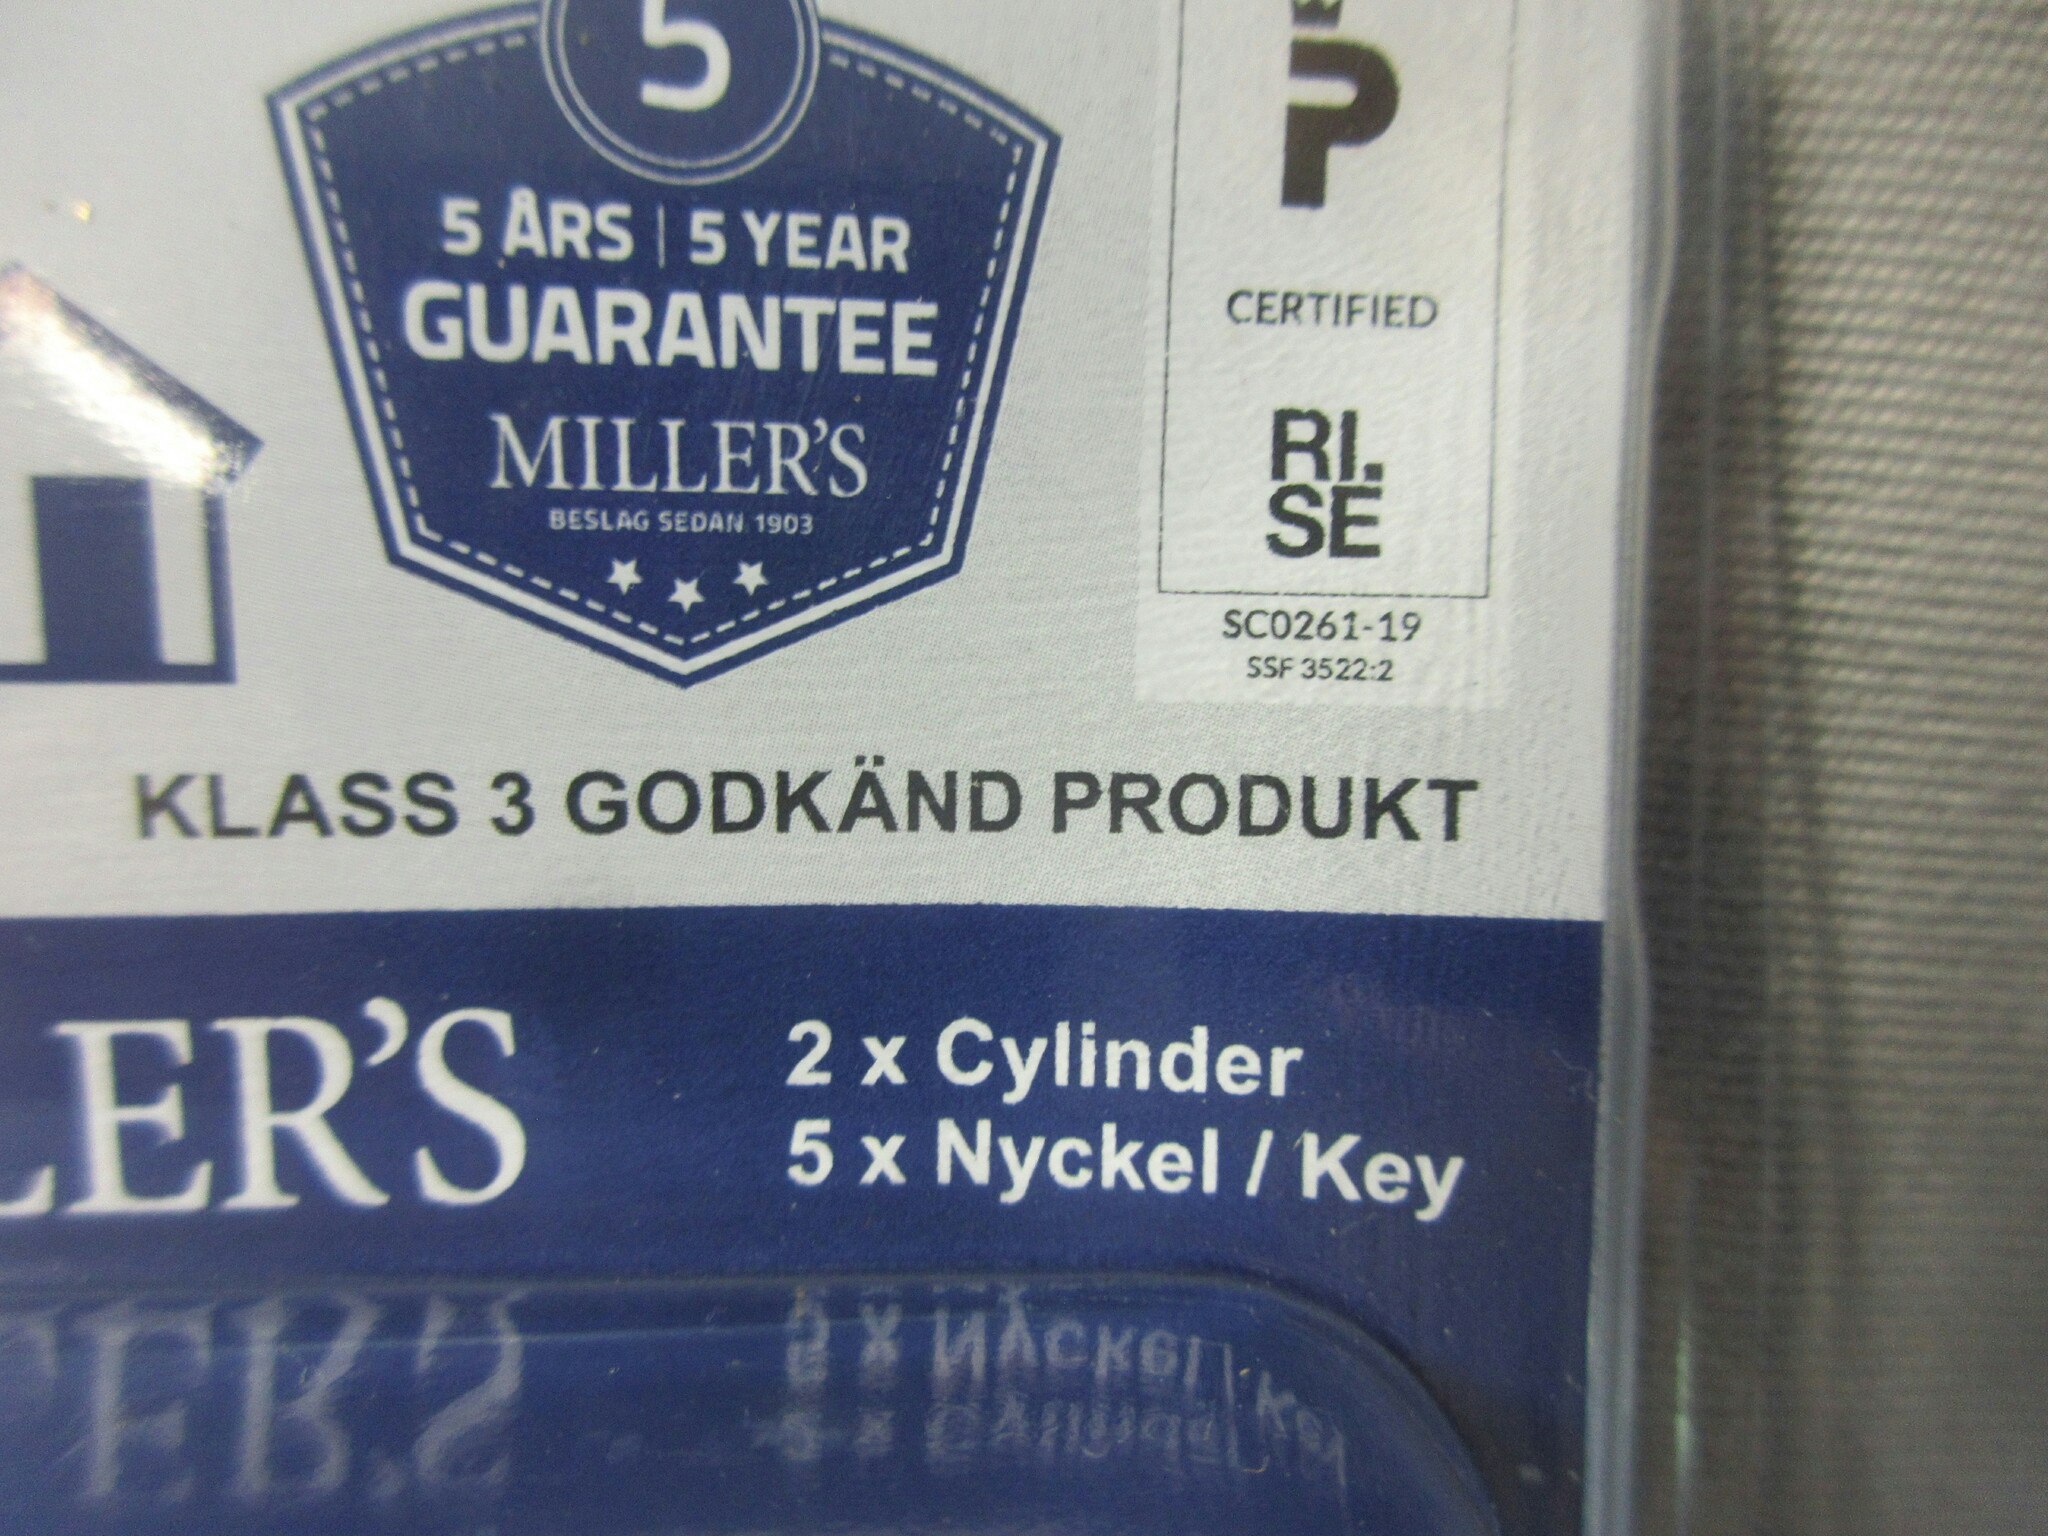 5
5 ÅRS | 5 YEAR
GUARANTEE
MILLER'S
BESLAG SEDAN 1903
P
CERTIFIED
RI.
SE
SC0261-19
SSF 3522:2
KLASS 3 GODKÄND PRODUKT
LER'S
2 x Cylinder
5 x Nyckel / Key